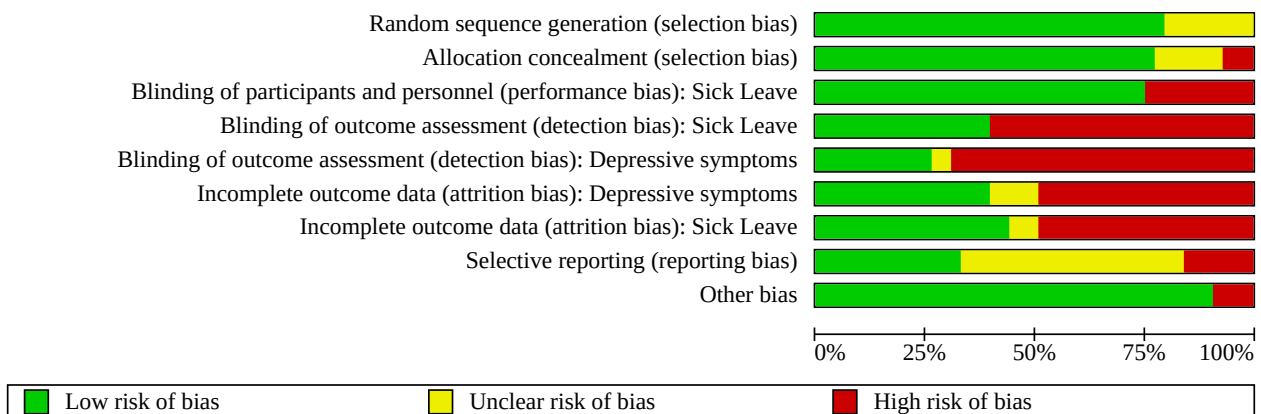 Random sequence generation (selection bias)
Allocation concealment (selection bias)
Blinding of participants and personnel (performance bias): Sick Leave
Blinding of outcome assessment (detection bias): Sick Leave
Blinding of outcome assessment (detection bias): Depressive symptoms
Incomplete outcome data (attrition bias): Depressive symptoms
Incomplete outcome data (attrition bias): Sick Leave
Selective reporting (reporting bias)
Other bias
0% 25% 50% 75% 100%
Low risk of bias Unclear risk of bias High risk of bias